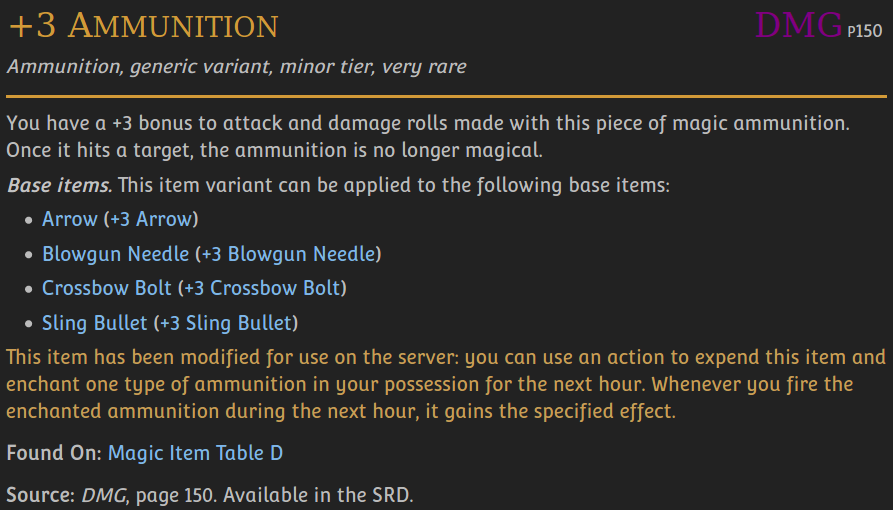 +3 Ammunition
DMG P150
Ammunition, generic variant, minor tier, very rare
You have a +3 bonus to attack and damage rolls made with this piece of magic ammunition.
Once it hits a target, the ammunition is no longer magical.
Base items. This item variant can be applied to the following base items:
• Arrow (+3 Arrow)
• Blowgun Needle (+3 Blowgun Needle)
• Crossbow Bolt (+3 Crossbow Bolt)
• Sling Bullet (+3 Sling Bullet)
This item has been modified for use on the server: you can use an action to expend this item and
enchant one type of ammunition in your possession for the next hour. Whenever you fire the
enchanted ammunition during the next hour, it gains the specified effect.
Found On: Magic Item Table D
Source: DMG, page 150. Available in the SRD.